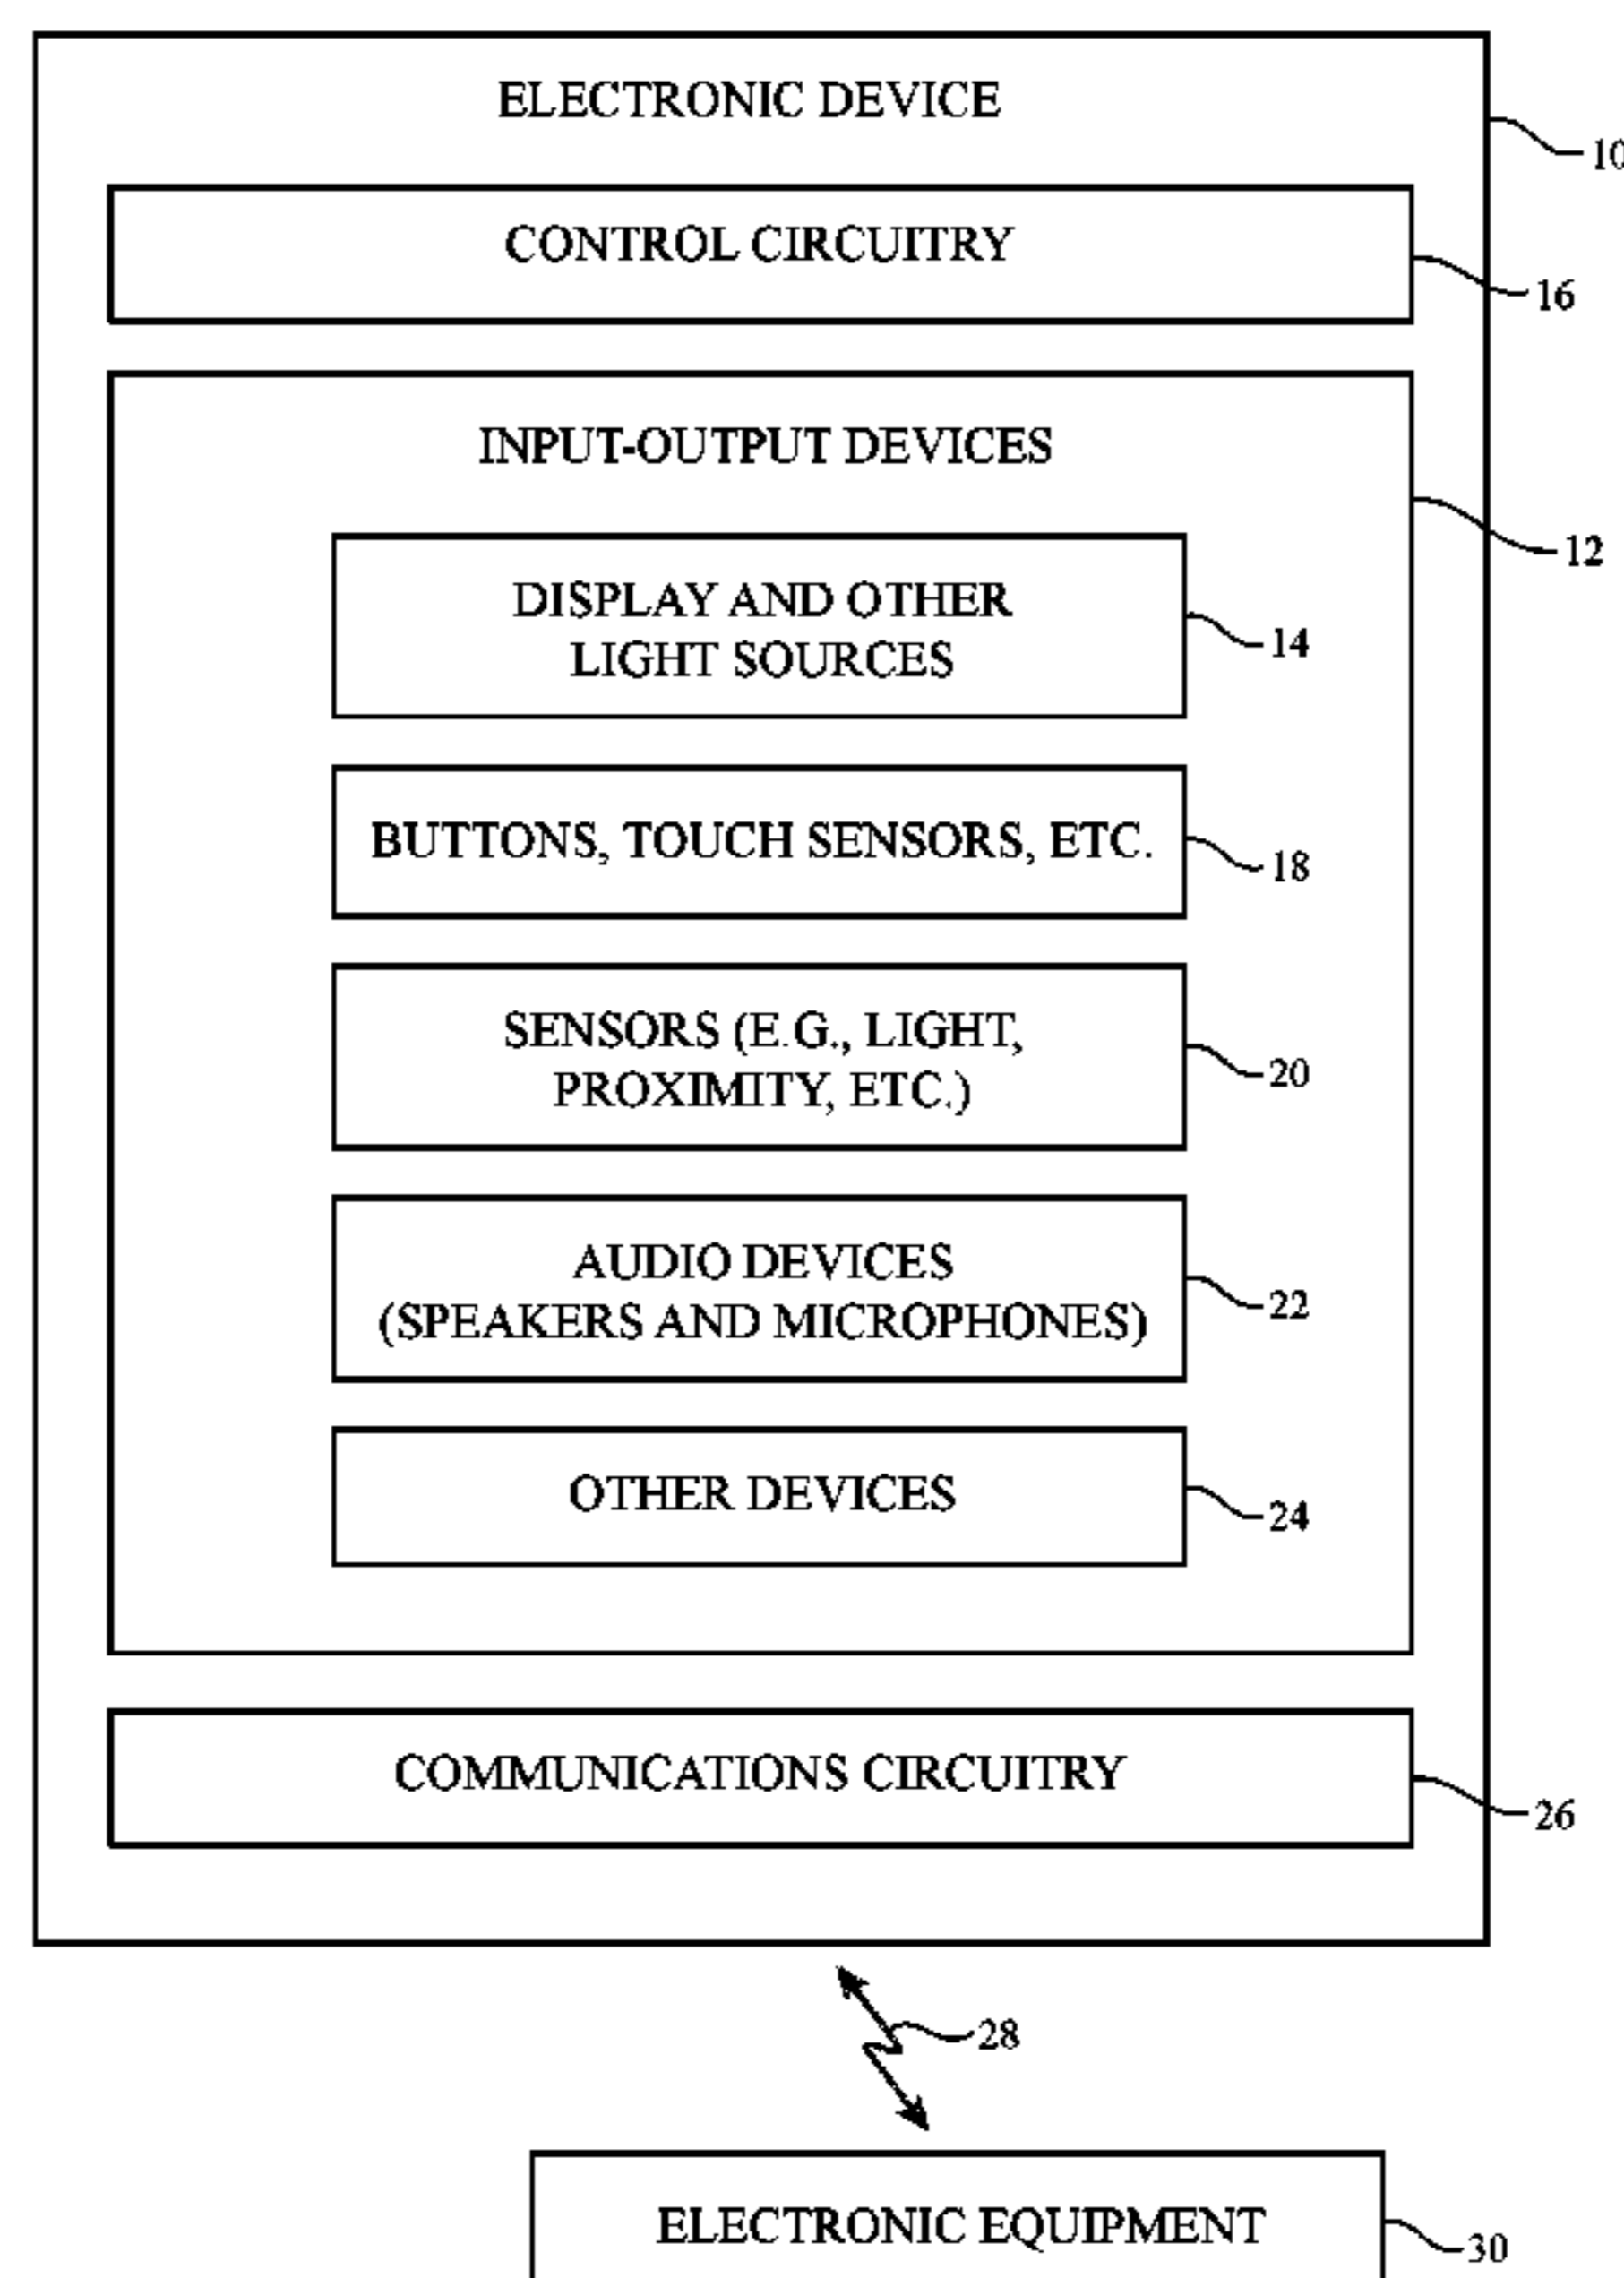 ELECTRONIC DEVICE
10
CONTROL CIRCUITRY
16
INPUT-OUTPUT DEVICES
12
DISPLAY AND OTHER
LIGHT SOURCES
14
BUTTONS, TOUCH SENSORS, ETC.
18
SENSORS (E.G., LIGHT,
PROXIMITY, ETC.)
20
AUDIO DEVICES
(SPEAKERS AND MICROPHONES)
22
OTHER DEVICES
24
COMMUNICATIONS CIRCUITRY
26
28
ELECTRONIC EQUIPMENT
30